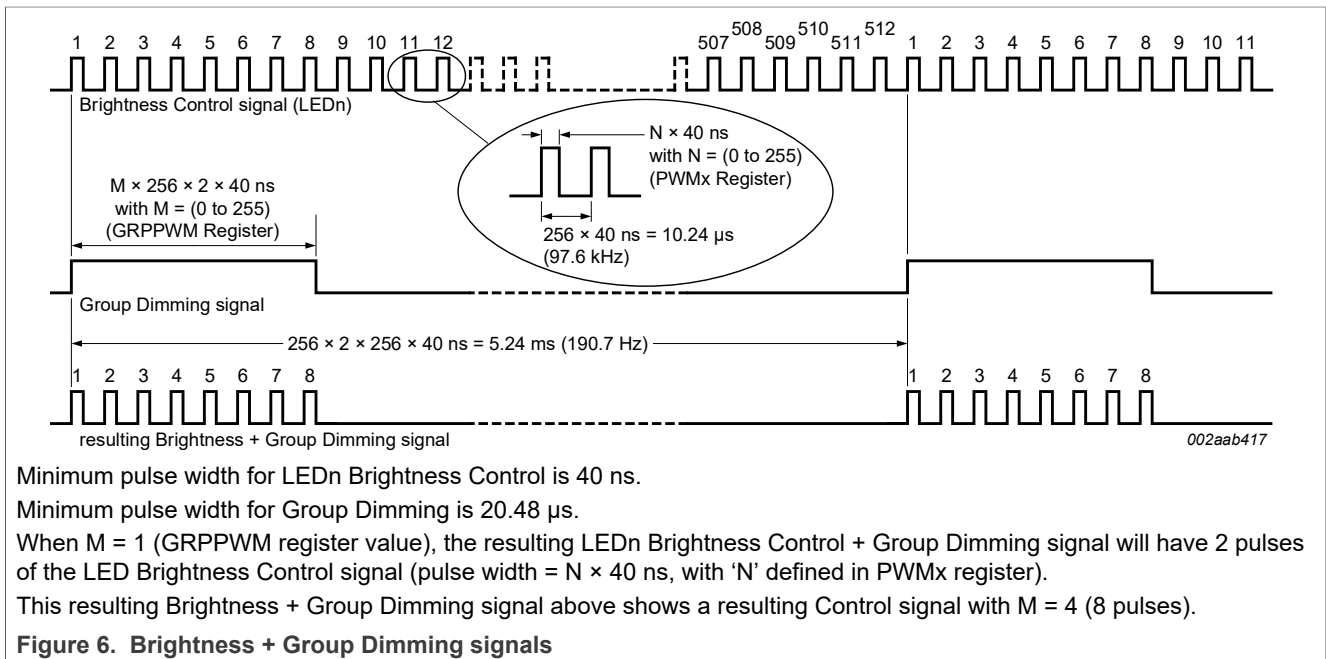 1 2 3 4 5 6 7 8 9 10 11 12 507 508 509 510 511 512 1 2 3 4 5 6 7 8 9 10 11
Brightness Control signal (LEDn)
N × 40 ns
with N = (0 to 255)
(PWMx Register)
256 × 40 ns = 10.24 µs
(97.6 kHz)
M × 256 × 2 × 40 ns
with M = (0 to 255)
(GRPPWM Register)
Group Dimming signal
256 × 2 × 256 × 40 ns = 5.24 ms (190.7 Hz)
1 2 3 4 5 6 7 8 1 2 3 4 5 6 7 8
resulting Brightness + Group Dimming signal
002aab417
Minimum pulse width for LEDn Brightness Control is 40 ns.
Minimum pulse width for Group Dimming is 20.48 µs.
When M = 1 (GRPPWM register value), the resulting LEDn Brightness Control + Group Dimming signal will have 2 pulses
of the LED Brightness Control signal (pulse width = N × 40 ns, with ‘N’ defined in PWMx register).
This resulting Brightness + Group Dimming signal above shows a resulting Control signal with M = 4 (8 pulses).
Figure 6. Brightness + Group Dimming signals